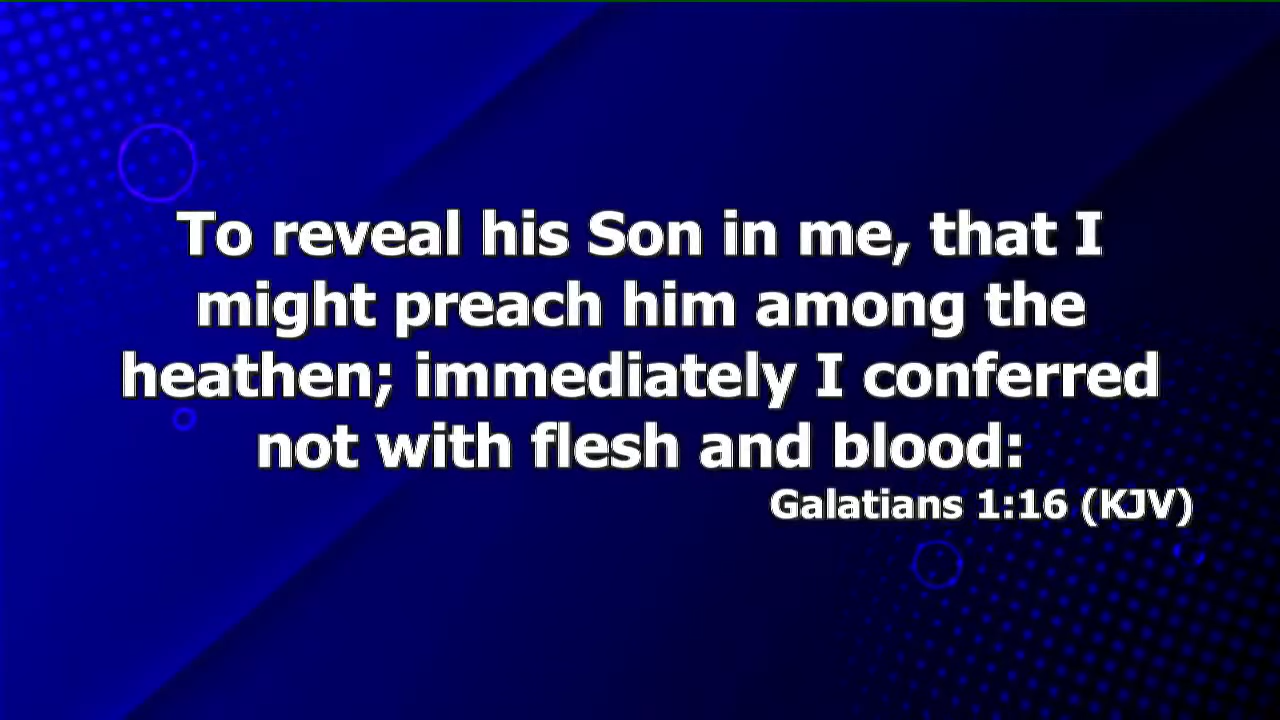 To reveal his Son in me, that I
might preach him among the
heathen; immediately I conferred
not with flesh and blood:
Galatians 1:16 (KJV)